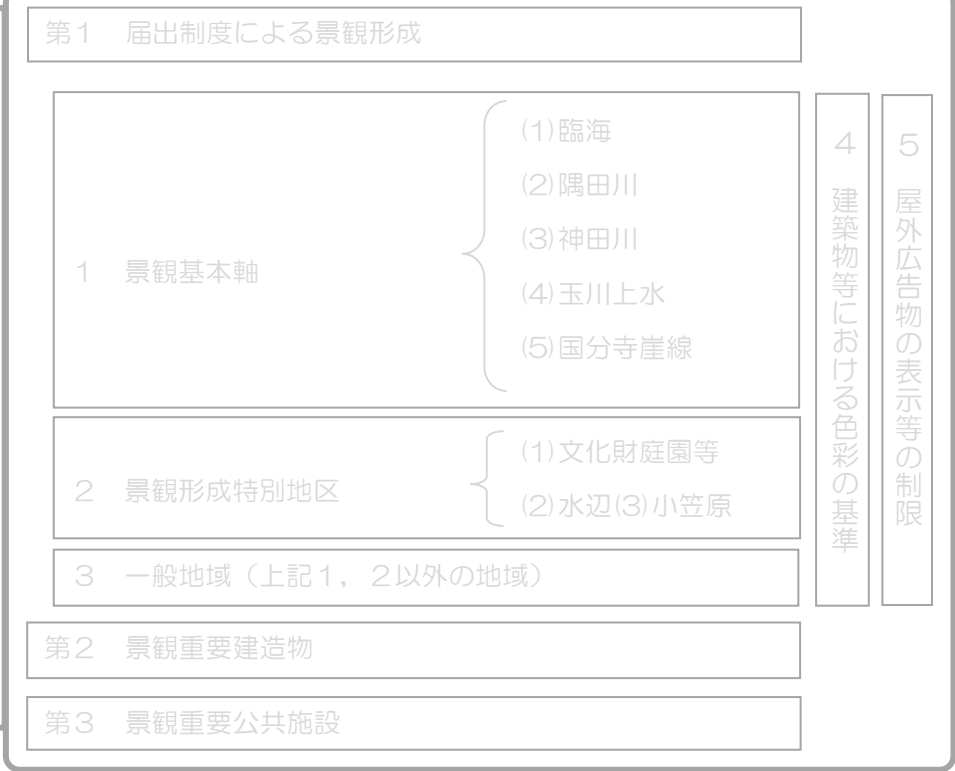 第1 届出制度による景観形成
1 景観基本軸
(1)臨海
(2)隅田川
(3)神田川
(4)玉川上水
(5)国分寺崖線
2 景観形成特別地区
(1)文化財庭園等
(2)水辺(3)小笠原
3 一般地域（上記1，2以外の地域）
4 建築物等における色彩の基準
5 屋外広告物の表示等の制限
第2 景観重要建造物
第3 景観重要公共施設